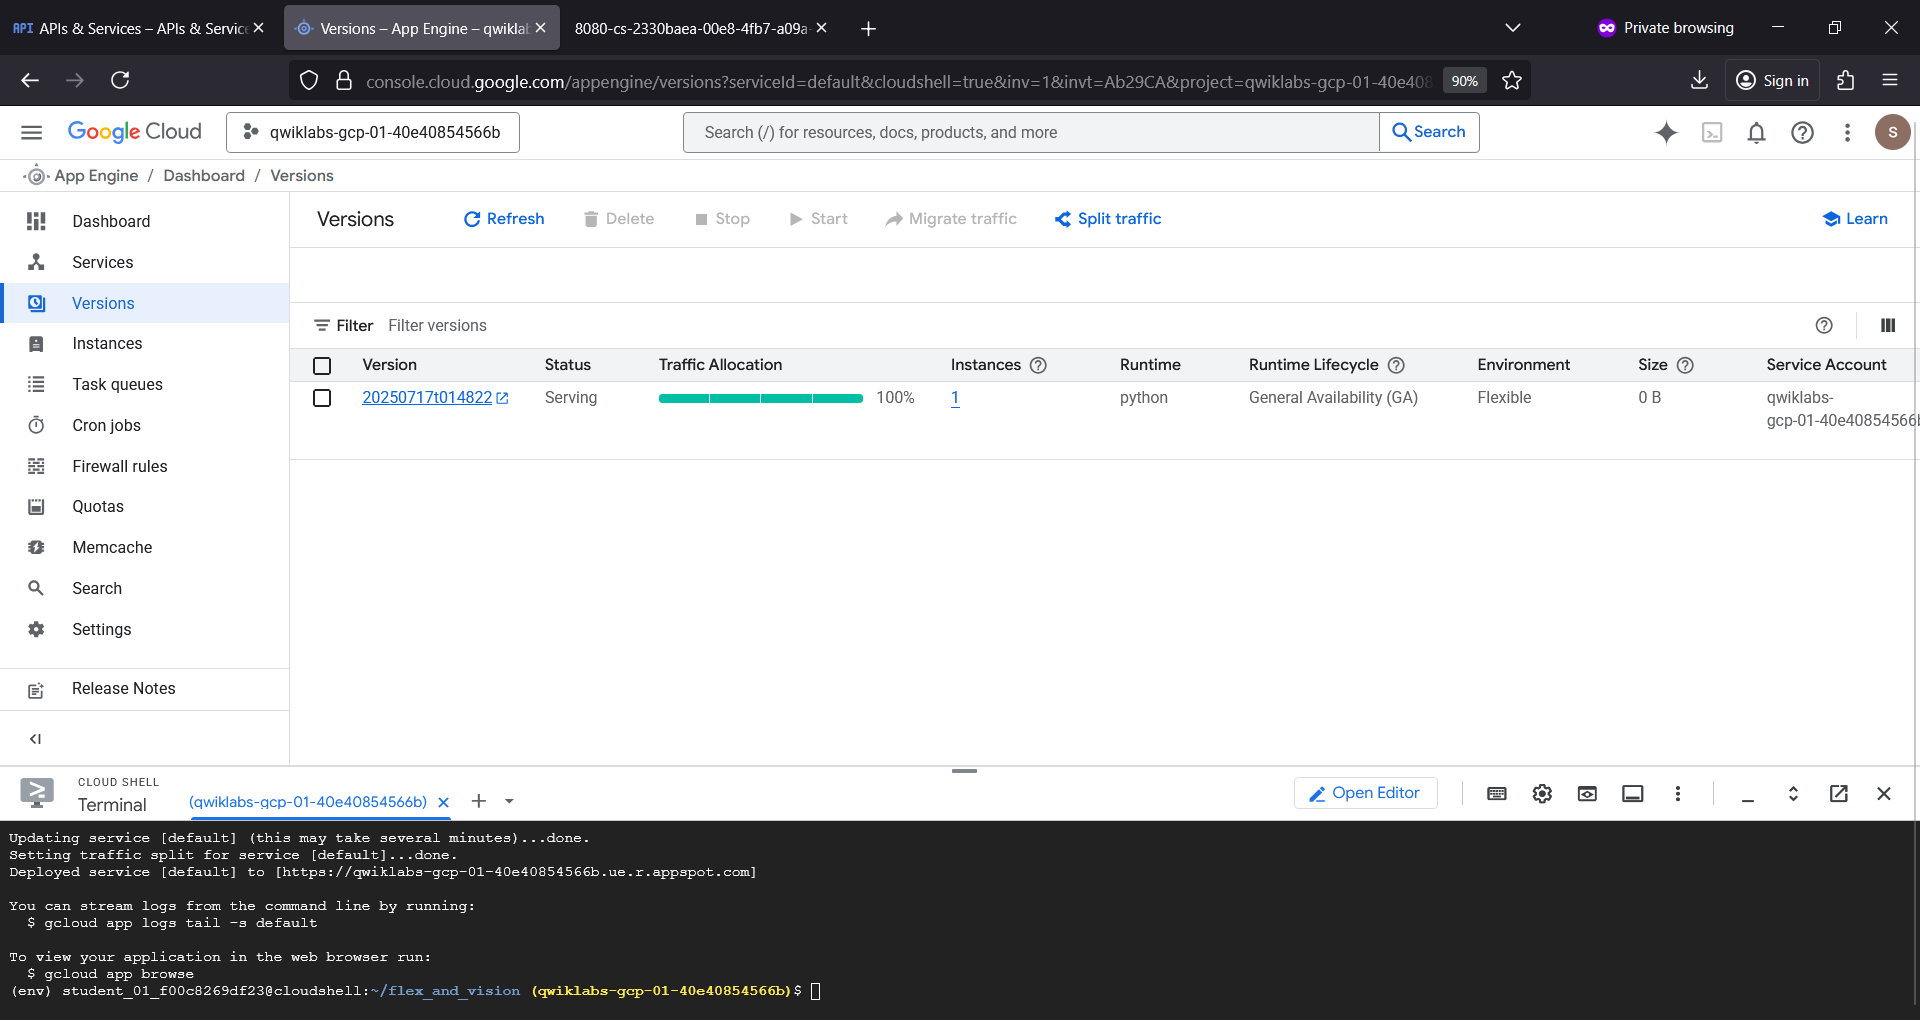 API APIs & Services – APIs & Service
Versions – App Engine – qwikla
8080-cs-2330baea-00e8-4fb7-a09a-
Private browsing
console.cloud.google.com/appengine/versions?serviceId=default&cloudshell=true&inv=1&invt=Ab29CA&project=qwiklabs-gcp-01-40e408
90%
Sign in
Google Cloud
qwiklabs-gcp-01-40e40854566b
Search (/) for resources, docs, products, and more
Search
S
App Engine / Dashboard / Versions
Dashboard
Services
Versions
Instances
Task queues
Cron jobs
Firewall rules
Quotas
Memcache
Search
Settings
Release Notes
Versions
Refresh
Delete
Stop
Start
Migrate traffic
Split traffic
Learn
Filter Filter versions
Version Status Traffic Allocation Instances Runtime Runtime Lifecycle Environment Size Service Account
20250717t014822 Serving 100% 1 python General Availability (GA) Flexible 0 B qwiklabs-
gcp-01-40e40854566b
CLOUD SHELL
Terminal
(qwiklabs-gcp-01-40e40854566b)
Open Editor
Updating service [default] (this may take several minutes)...done.
Setting traffic split for service [default]...done.
Deployed service [default] to [https://qwiklabs-gcp-01-40e40854566b.ue.r.appspot.com]
You can stream logs from the command line by running:
$ gcloud app logs tail -s default
To view your application in the web browser run:
$ gcloud app browse
(env) student_01_f00c8269df23@cloudshell:~/flex_and_vision (qwiklabs-gcp-01-40e40854566b)$